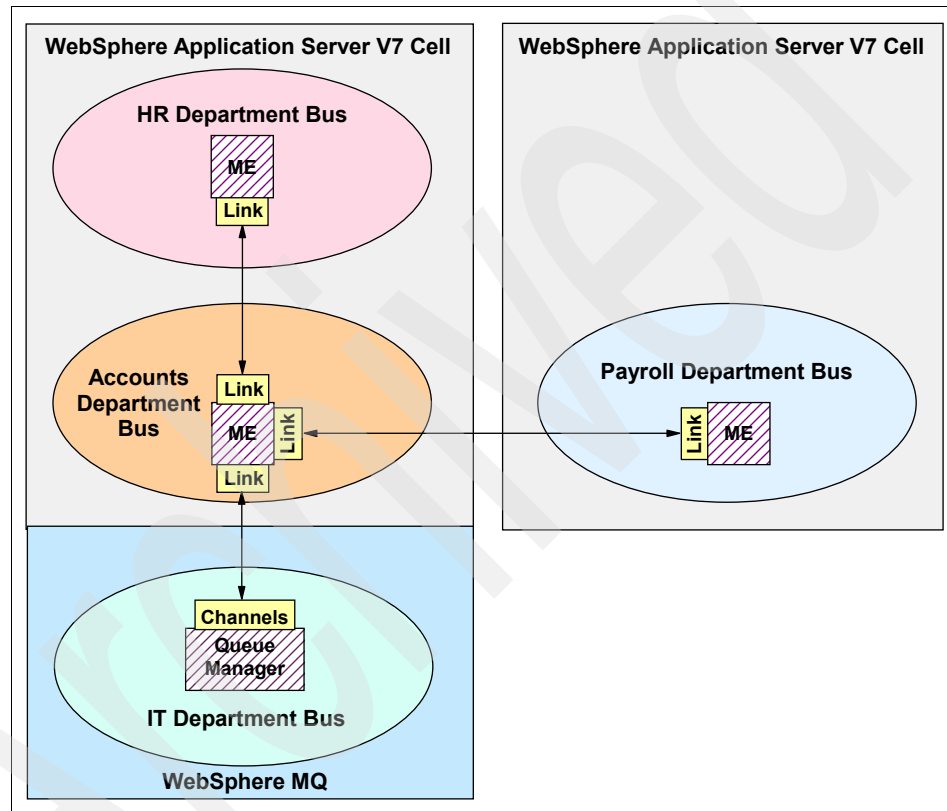 WebSphere Application Server V7 Cell
HR Department Bus
ME
Link
Accounts
Department
Bus
Link
ME
Link
Link
Channels
Queue
Manager
IT Department Bus
WebSphere MQ
WebSphere Application Server V7 Cell
Payroll Department Bus
Link
ME
Archived